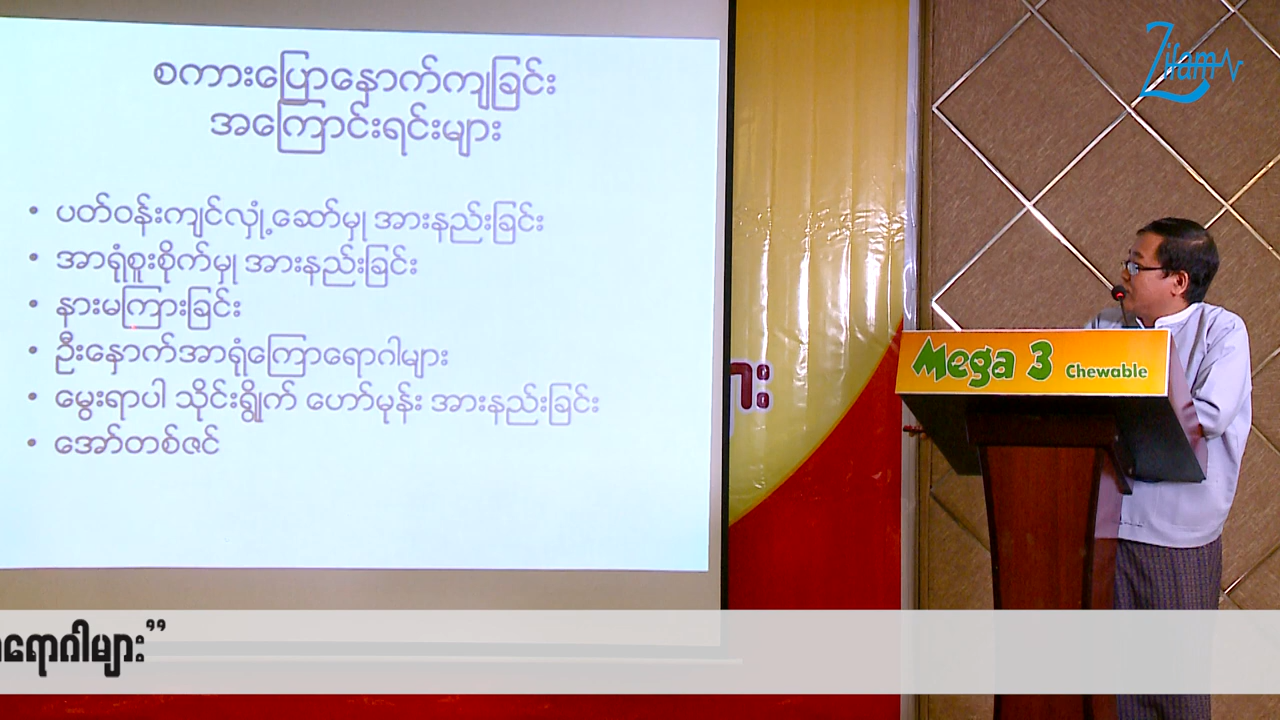 စကားပြောနှောက်ကျခြင်း
အကြောင်းရင်းများ
• ပတ်ဝန်းကျင်လှုံ့ဆော်မှု အားနည်းခြင်း
• အာရုံစူးစိုက်မှု အားနည်းခြင်း
• နားမကြားခြင်း
• ဦးနှောက်အာရုံကြောရောဂါများ
• မွေးရာပါ သိုင်းရွိုက် ဟော်မုန်း အားနည်းခြင်း
• အော်တစ်ဇင်
Zifam
Mega 3 Chewable
ရောဂါများ”